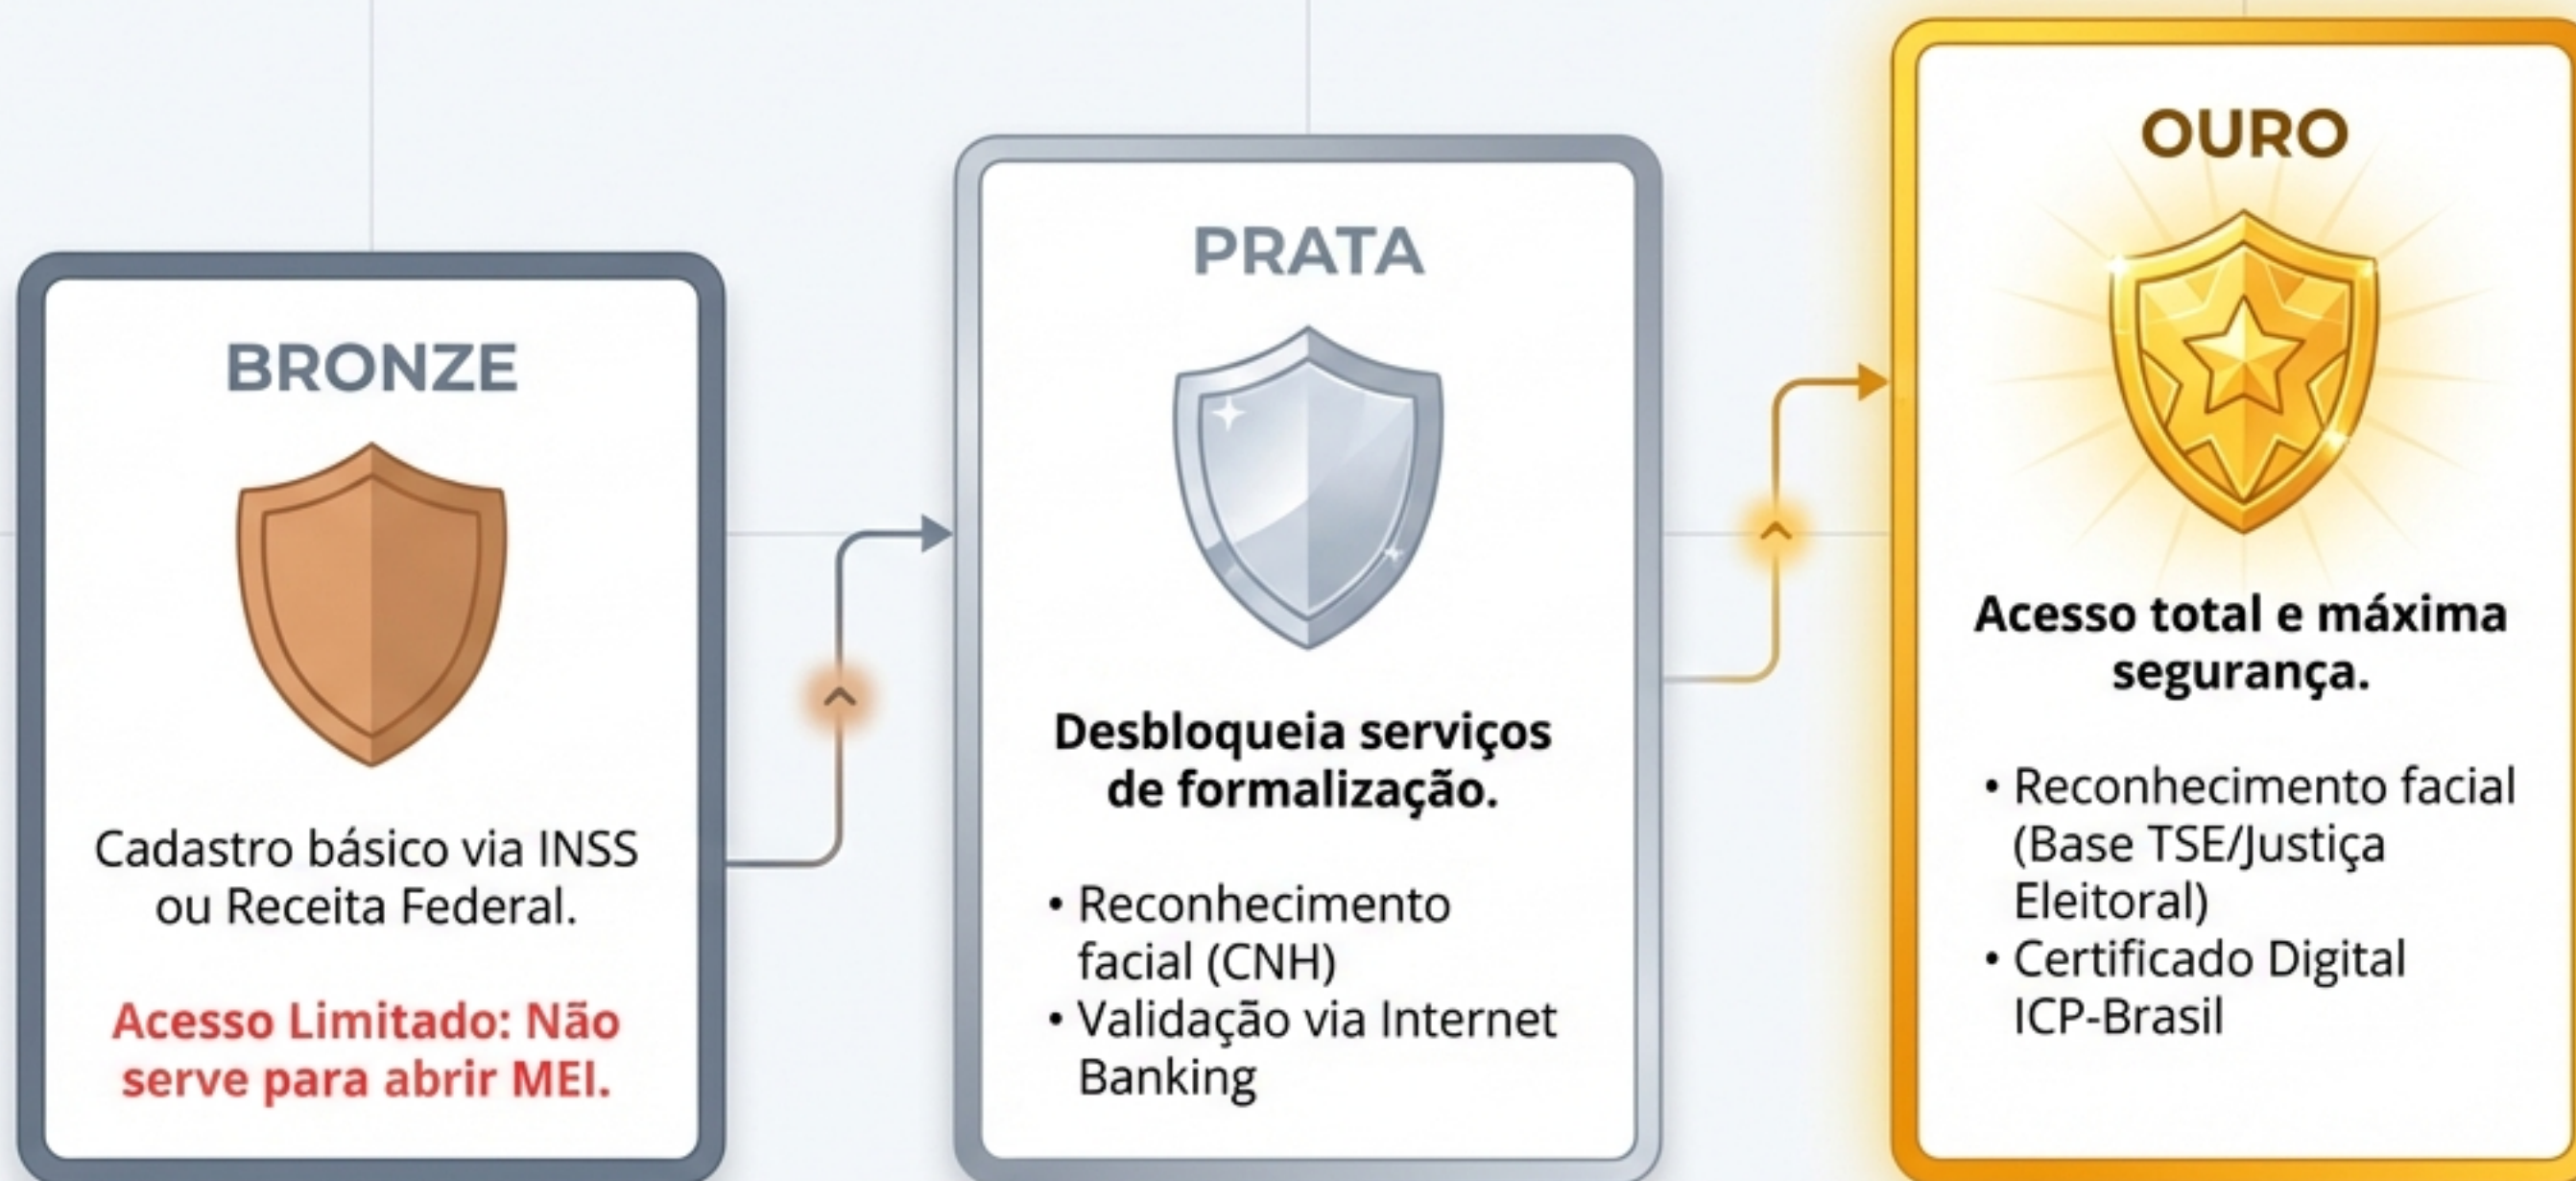 BRONZE
Cadastro básico via INSS
ou Receita Federal.
Acesso Limitado: Não
serve para abrir MEI.
PRATA
Desbloqueia serviços
de formalização.
• Reconhecimento
facial (CNH)
• Validação via Internet
Banking
OURO
Acesso total e máxima
segurança.
• Reconhecimento facial
(Base TSE/Justiça
Eleitoral)
• Certificado Digital
ICP-Brasil